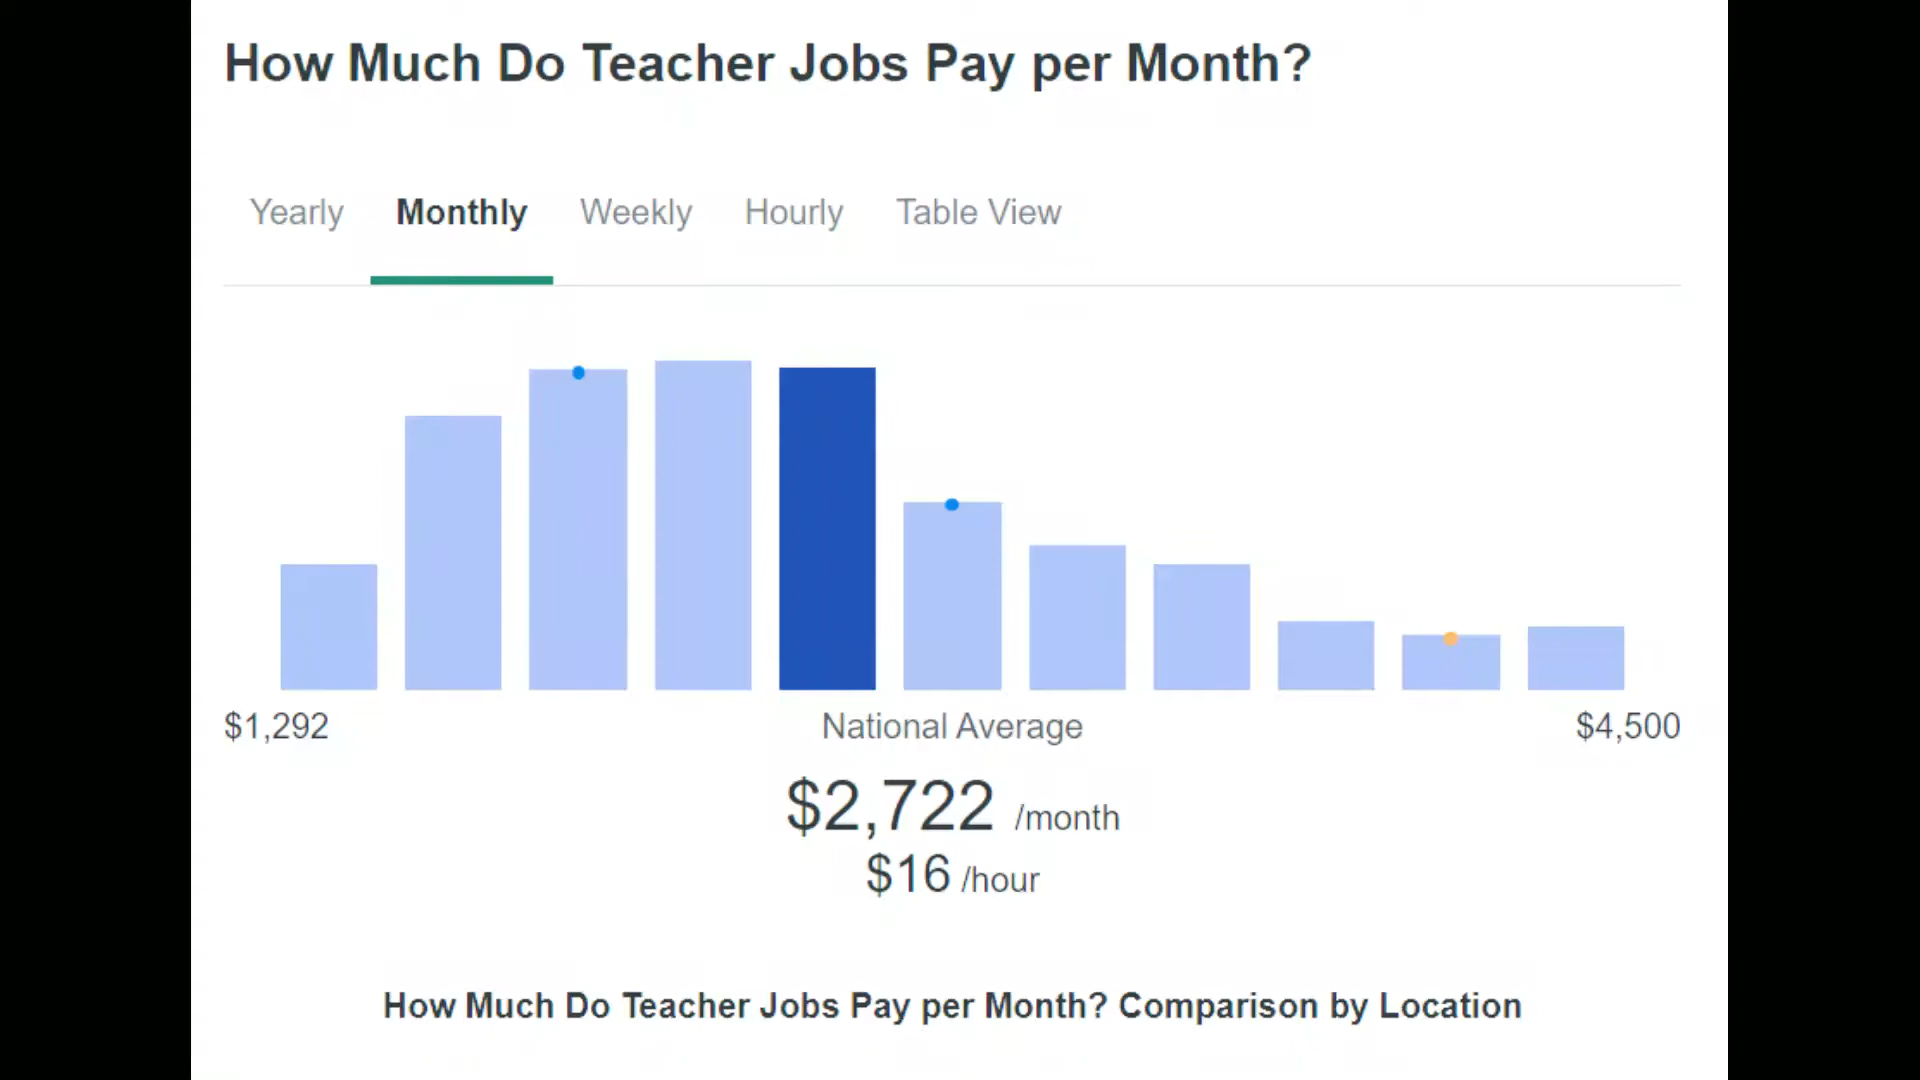 How Much Do Teacher Jobs Pay per Month?
Yearly Monthly Weekly Hourly Table View
$1,292 National Average $4,500
$2,722 /month
$16 /hour
How Much Do Teacher Jobs Pay per Month? Comparison by Location